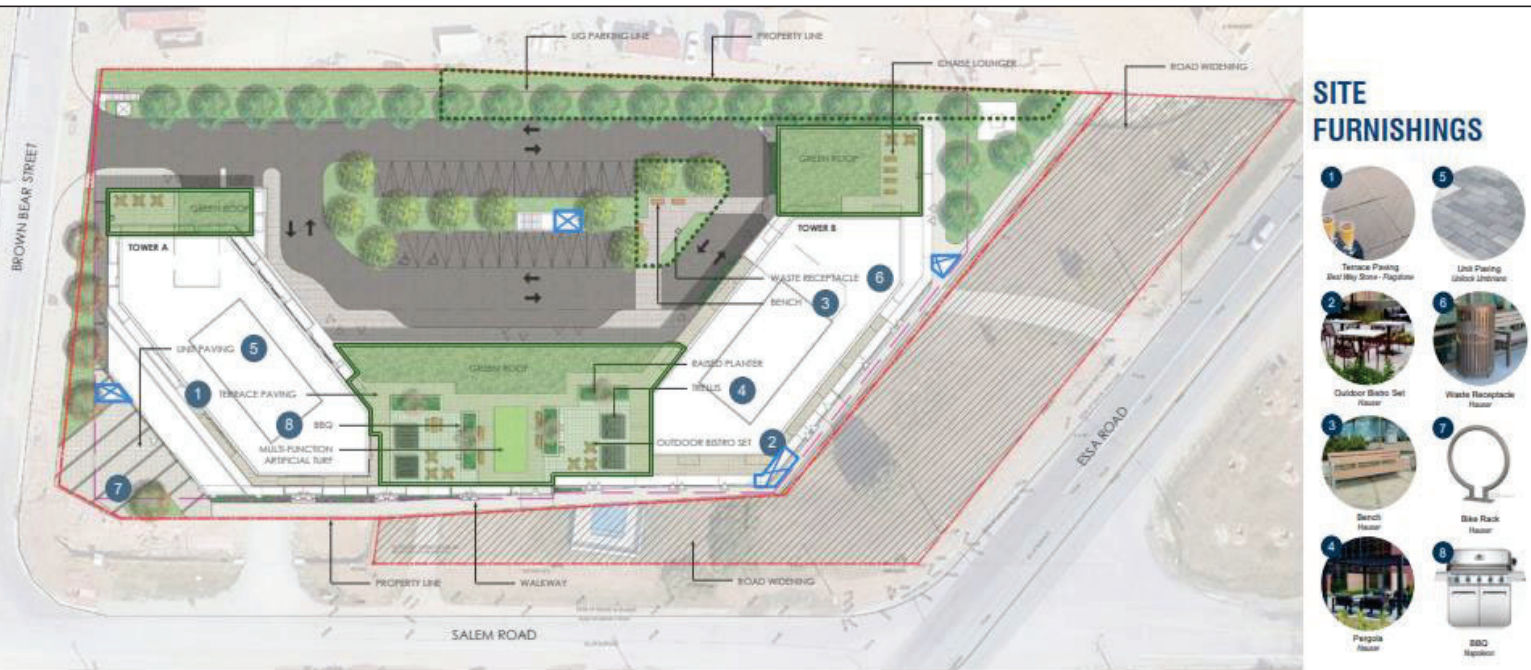 UG PARKING LINE
PROPERTY LINE
CHAISE LOUNGER
ROAD WIDENING
BROWN BEAR STREET
GREEN ROOF
GREEN ROOF
TOWER A
TOWER B
WASTE RECEPTACLE
6
BENCH
3
UNIT PAVING
5
GREEN ROOF
RAISED PLANTER
TRELLIS
4
1
TERRACE PAVING
8
BBQ
MULTI-FUNCTION
ARTIFICIAL TURF
OUTDOOR BISTRO SET
2
7
ESSA ROAD
PROPERTY LINE
WALKWAY
ROAD WIDENING
SALEM ROAD
SITE
FURNISHINGS
1
Terrace Paving
Best Way Stone - Flagstone
5
Unit Paving
Unilock Umbriano
2
Outdoor Bistro Set
Hauser
6
Waste Receptacle
Hauser
3
Bench
Hauser
7
Bike Rack
Hauser
4
Pergola
Hauser
8
BBQ
Napoleon